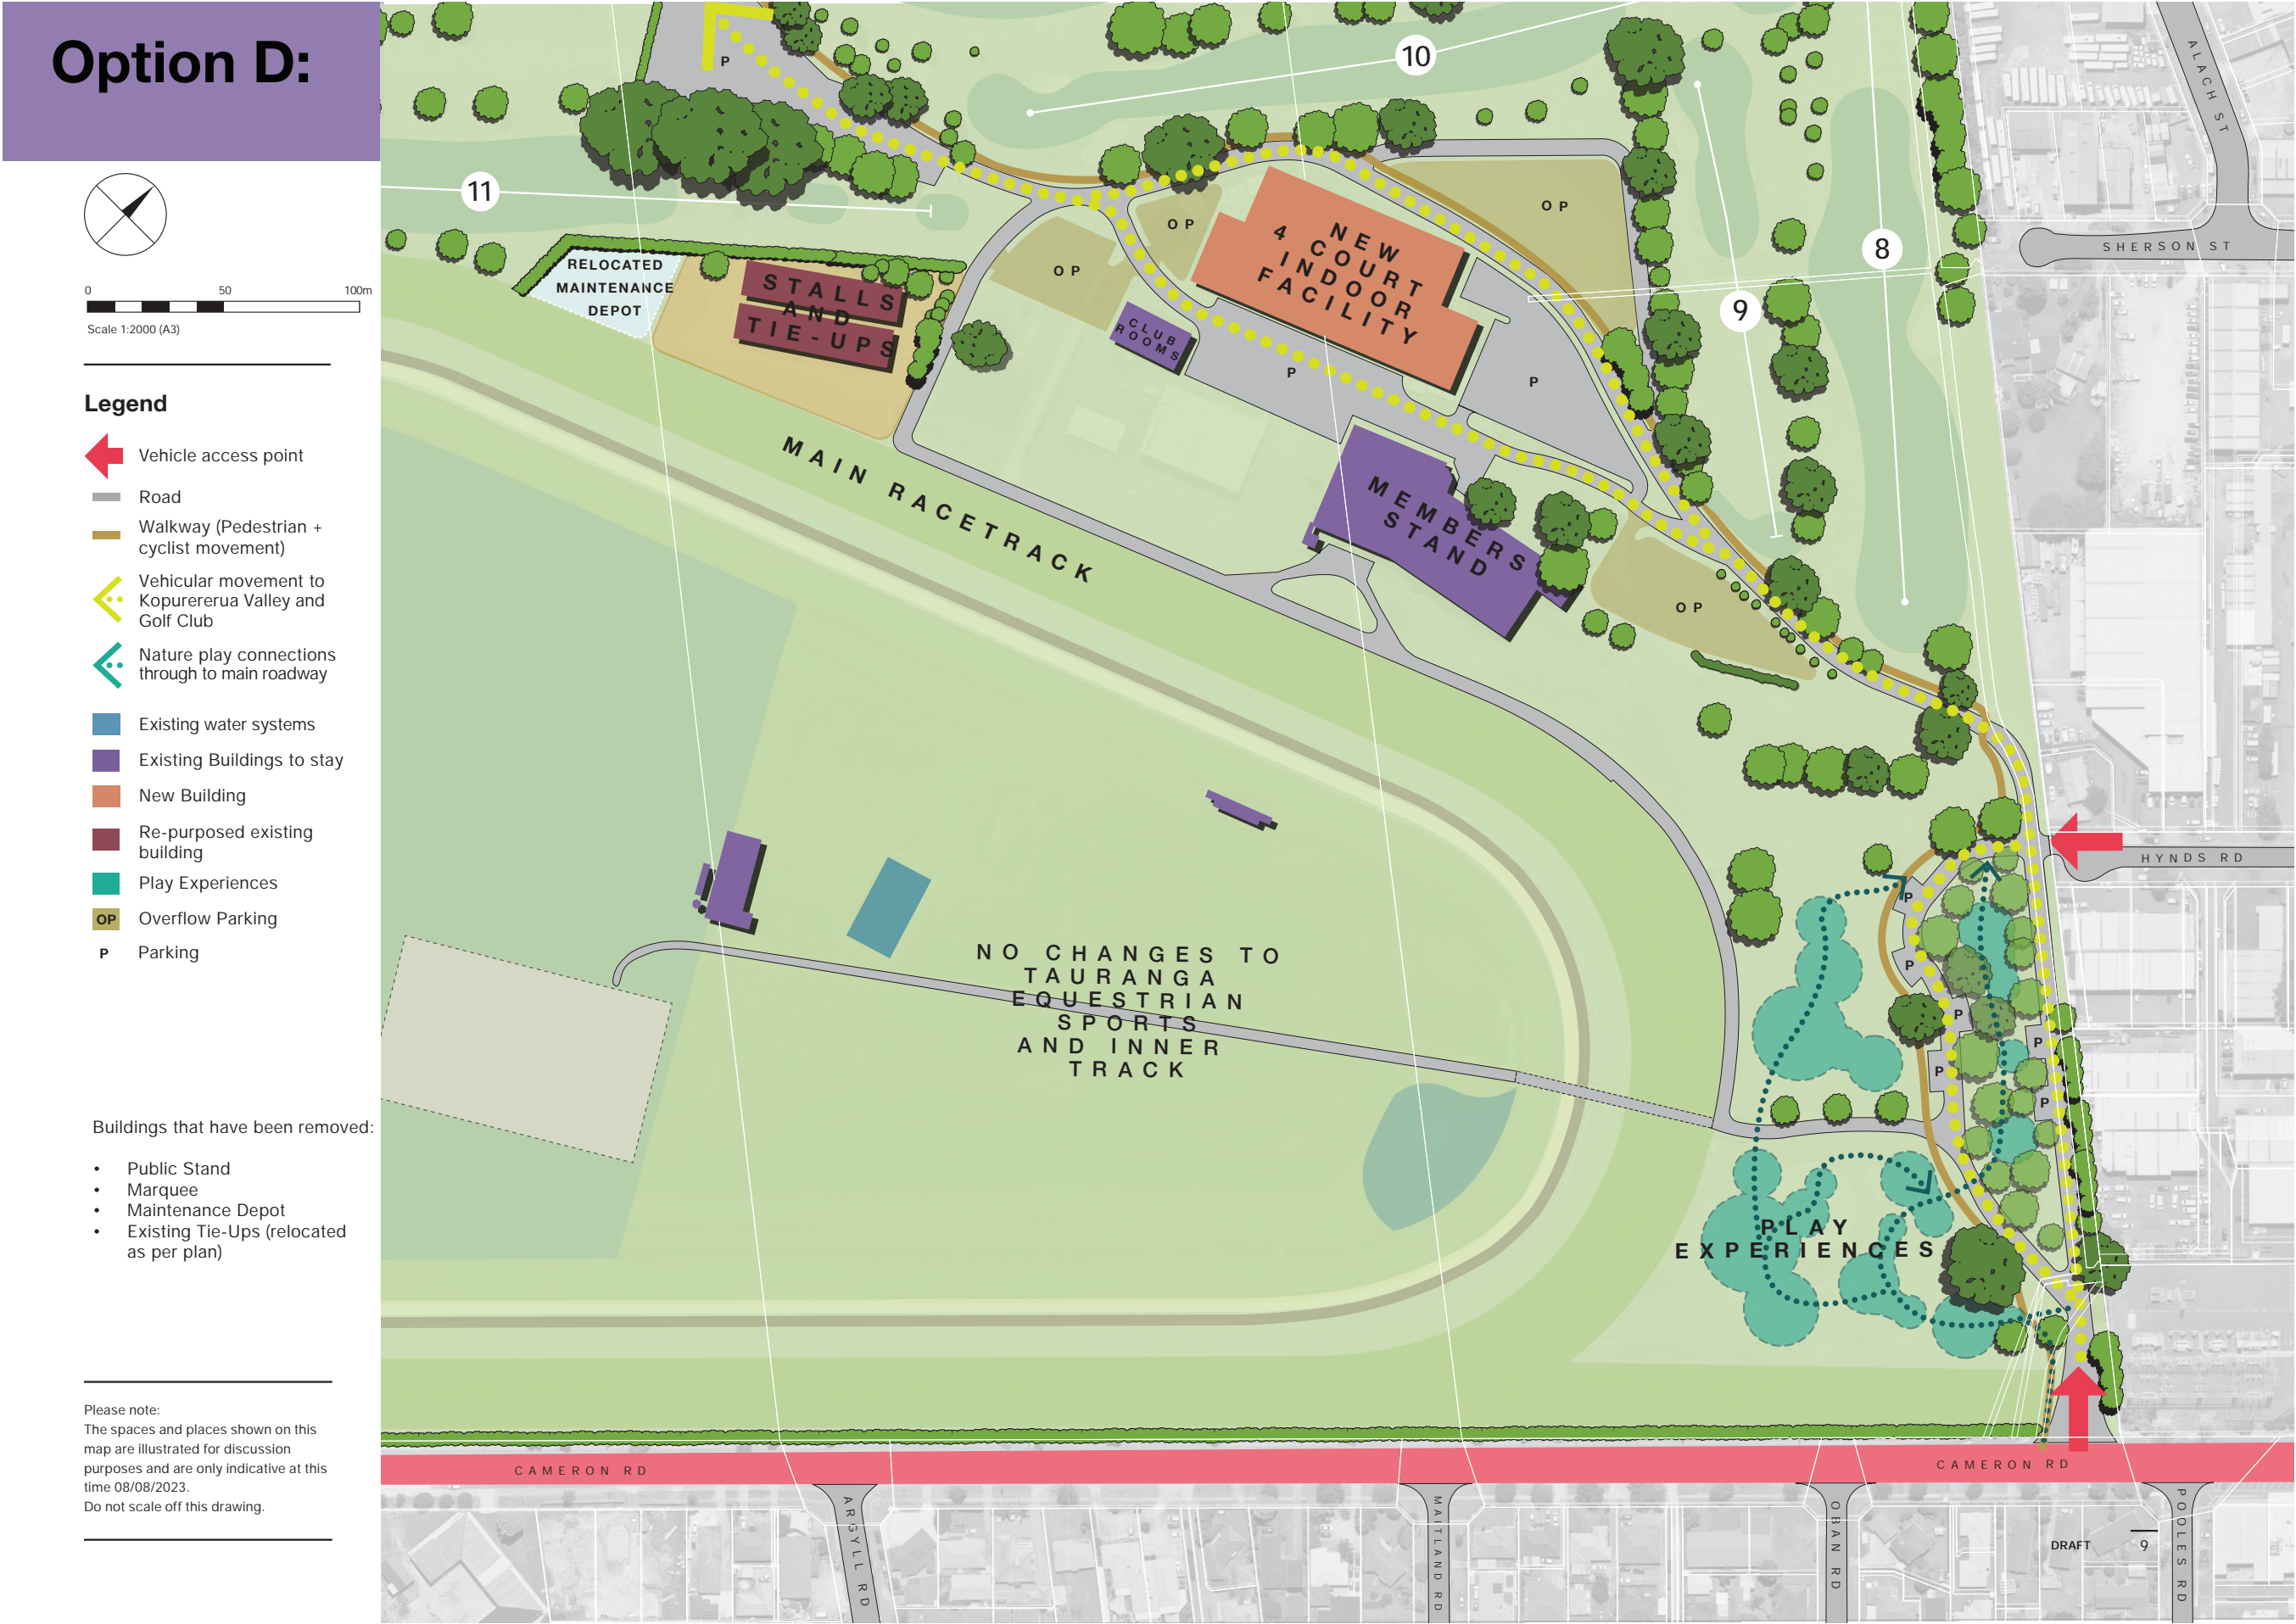 Option D:
0 50 100m
Scale 1:2000 (A3)
Legend
Vehicle access point
Road
Walkway (Pedestrian +
cyclist movement)
Vehicular movement to
Kopurererua Valley and
Golf Club
Nature play connections
through to main roadway
Existing water systems
Existing Buildings to stay
New Building
Re-purposed existing
building
Play Experiences
OP Overflow Parking
P Parking
Buildings that have been removed:
• Public Stand
• Marquee
• Maintenance Depot
• Existing Tie-Ups (relocated
as per plan)
Please note:
The spaces and places shown on this
map are illustrated for discussion
purposes and are only indicative at this
time 08/08/2023.
Do not scale off this drawing.
P
10
11
8
9
ALACH ST
SHERSON ST
RELOCATED
MAINTENANCE
DEPOT
STALLS
AND
TIE-UPS
OP
OP
OP
NEW
4 COURT
INDOOR
FACILITY
CLUB
ROOMS
P
P
MEMBERS
STAND
OP
MAIN RACETRACK
HYNDS RD
P
P
P
P
P
P
NO CHANGES TO
TAURANGA
EQUESTRIAN
SPORTS
AND INNER
TRACK
PLAY
EXPERIENCES
CAMERON RD
CAMERON RD
ARGYLL RD
MAITLAND RD
OBAN RD
POOLES RD
DRAFT 9